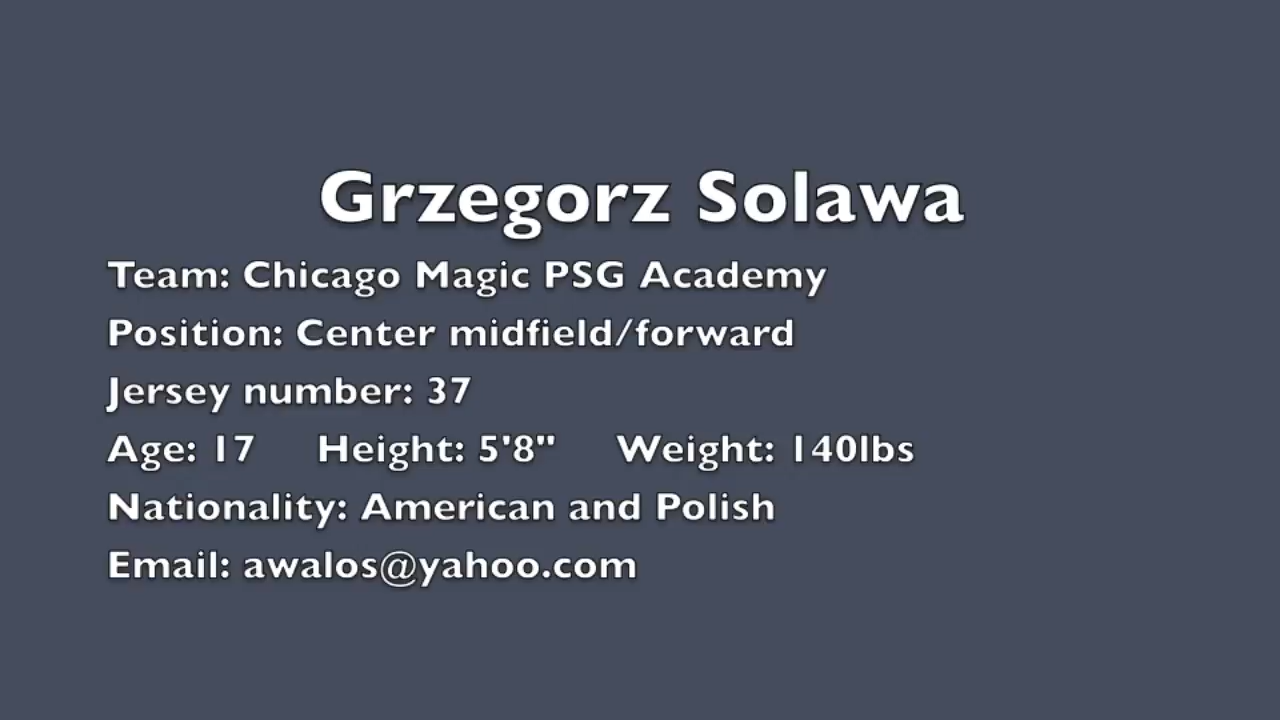 Grzegorz Solawa
Team: Chicago Magic PSG Academy
Position: Center midfield/forward
Jersey number: 37
Age: 17 Height: 5'8" Weight: 140lbs
Nationality: American and Polish
Email: awalos@yahoo.com